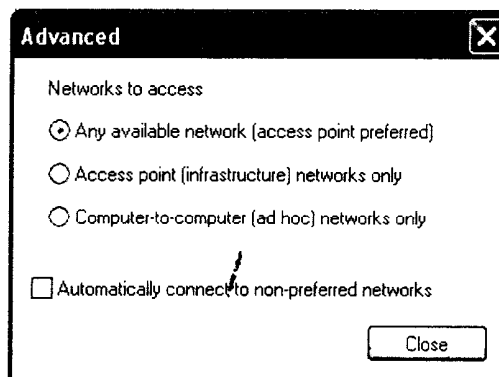 Advanced
Networks to access
Any available network (access point preferred)
Access point (infrastructure) networks only
Computer-to-computer (ad hoc) networks only
Automatically connect to non-preferred networks
Close